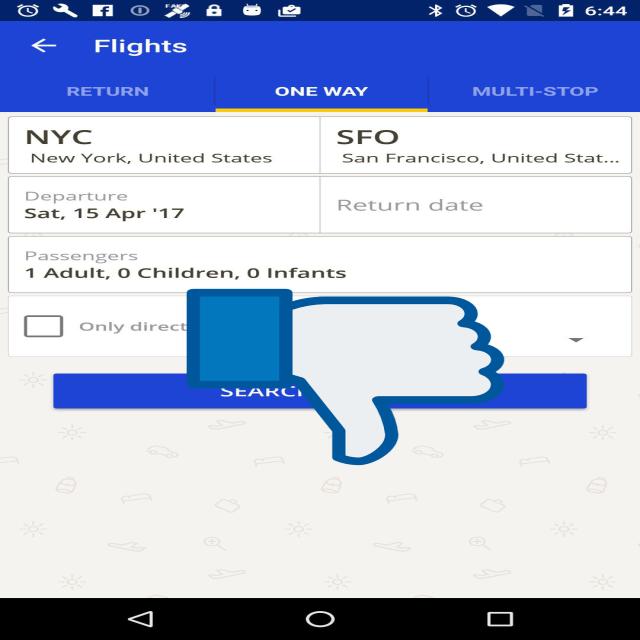 6:44
Flights
RETURN
ONE WAY
MULTI-STOP
NYC
New York, United States
SFO
San Francisco, United Stat...
Departure
Sat, 15 Apr '17
Return date
Passengers
1 Adult, 0 Children, 0 Infants
Only direct